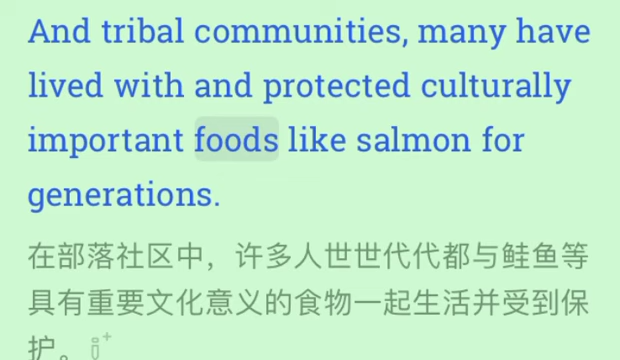 And tribal communities, many have
lived with and protected culturally
important foods like salmon for
generations.
在部落社区中，许多人世世代代都与鲑鱼等
具有重要文化意义的食物一起生活并受到保
护。